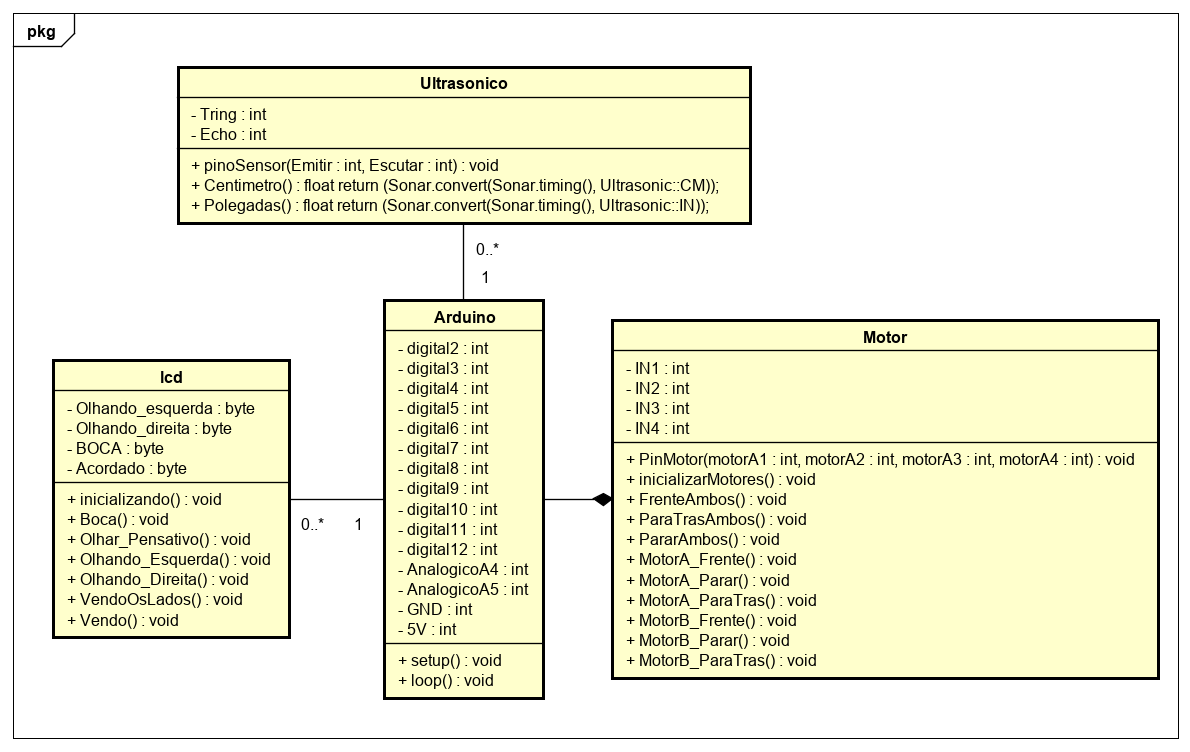 pkg
Ultrasonico
- Tring : int
- Echo : int
+ pinoSensor(Emitir : int, Escutar : int) : void
+ Centimetro() : float return (Sonar.convert(Sonar.timing(), Ultrasonic::CM));
+ Polegadas() : float return (Sonar.convert(Sonar.timing(), Ultrasonic::IN));
0..*
1
lcd
- Olhando_esquerda : byte
- Olhando_direita : byte
- BOCA : byte
- Acordado : byte
+ inicializando() : void
+ Boca() : void
+ Olhar_Pensativo() : void
+ Olhando_Esquerda() : void
+ Olhando_Direita() : void
+ VendoOsLados() : void
+ Vendo() : void
0..* 1
Arduino
- digital2 : int
- digital3 : int
- digital4 : int
- digital5 : int
- digital6 : int
- digital7 : int
- digital8 : int
- digital9 : int
- digital10 : int
- digital11 : int
- digital12 : int
- AnalogicoA4 : int
- AnalogicoA5 : int
- GND : int
- 5V : int
+ setup() : void
+ loop() : void
Motor
- IN1 : int
- IN2 : int
- IN3 : int
- IN4 : int
+ PinMotor(motorA1 : int, motorA2 : int, motorA3 : int, motorA4 : int) : void
+ inicializarMotores() : void
+ FrenteAmbos() : void
+ ParaTrasAmbos() : void
+ PararAmbos() : void
+ MotorA_Frente() : void
+ MotorA_Parar() : void
+ MotorA_ParaTras() : void
+ MotorB_Frente() : void
+ MotorB_Parar() : void
+ MotorB_ParaTras() : void